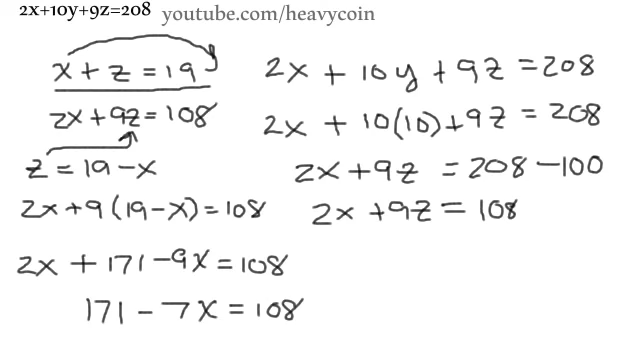 2x+10y+9z=208 youtube.com/heavycoin
x + z = 19
2x + 9z = 108
z = 19 - x
2x + 9(19 - x) = 108
2x + 171 - 9x = 108
171 - 7x = 108
2x + 10y + 9z = 208
2x + 10(10) + 9z = 208
2x + 9z = 208 - 100
2x + 9z = 108